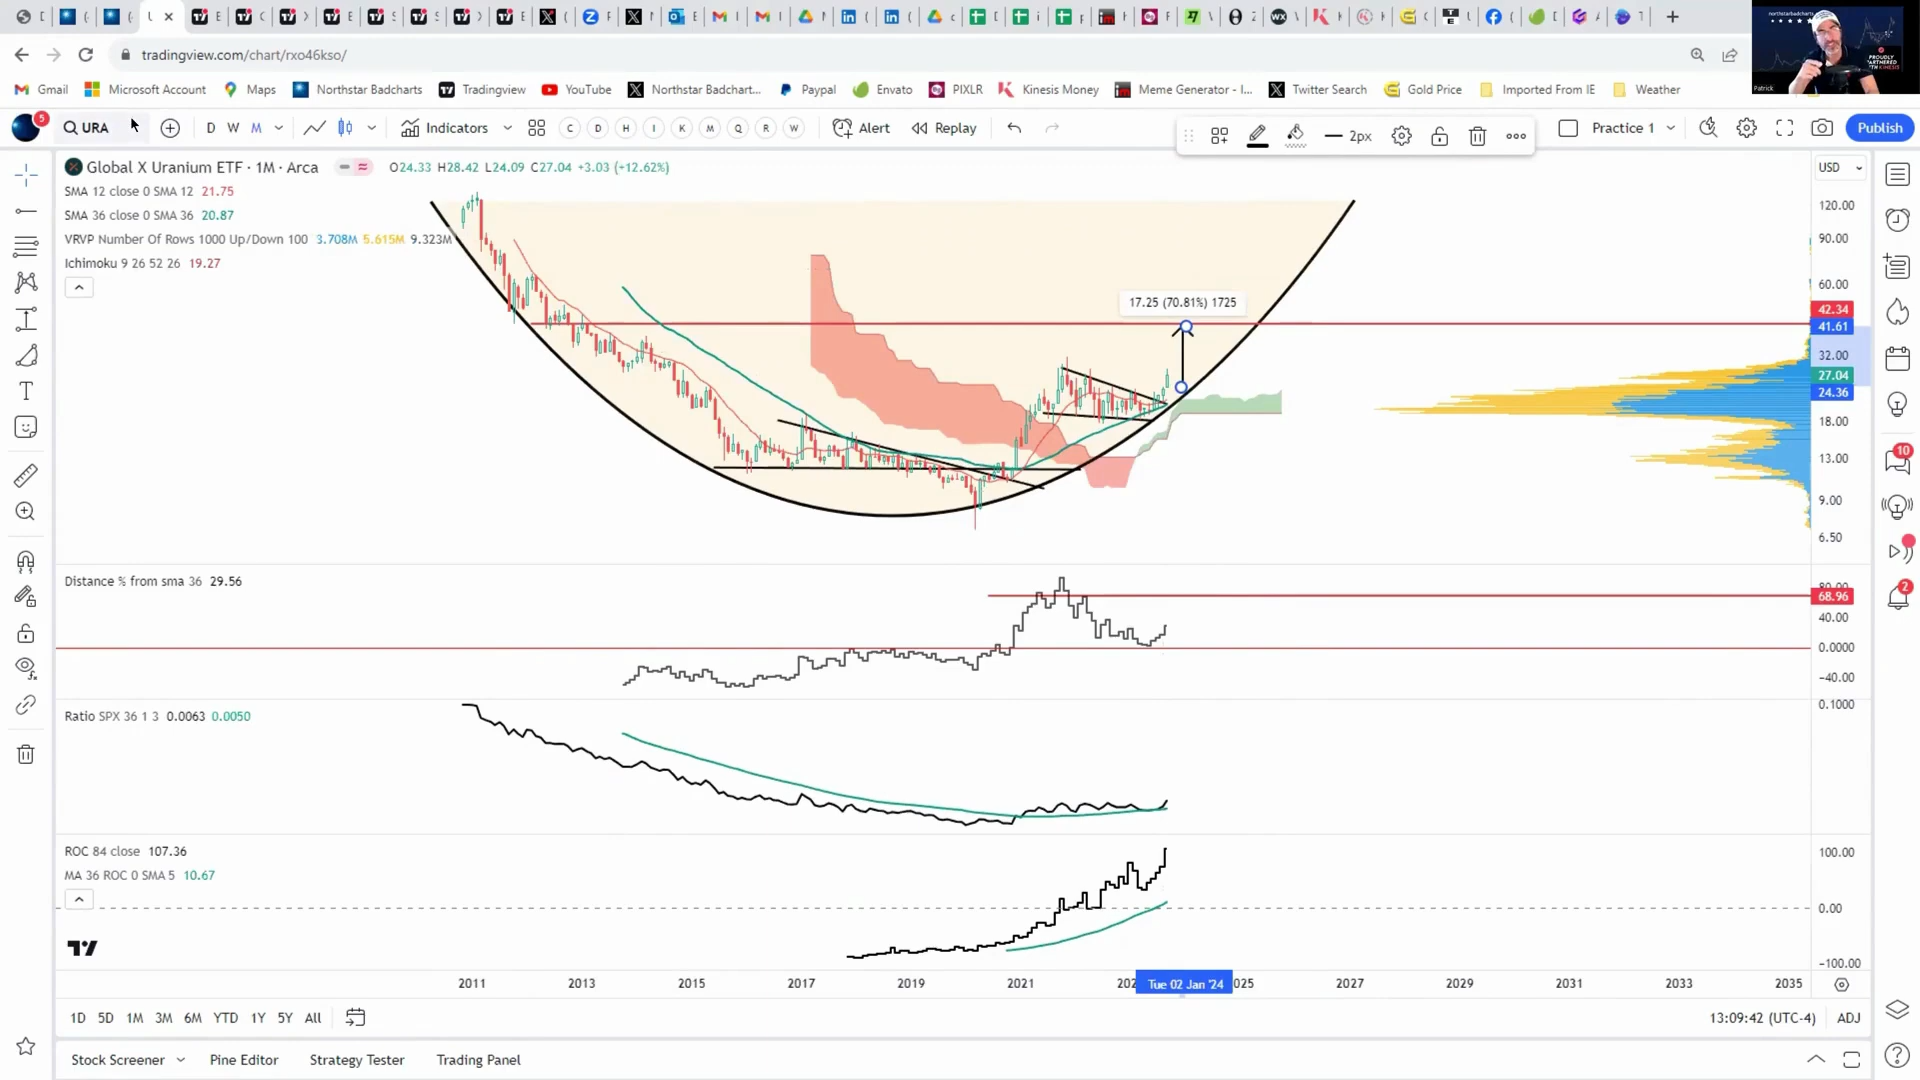 tradingview.com/chart/rxo46kso/
Gmail Microsoft Account Maps Northstar Badcharts Tradingview YouTube Northstar Badchart... Paypal Envato PIXLR Kinesis Money Meme Generator - I... Twitter Search Gold Price Imported From IE Weather
5 URA D W M Indicators C D H I K M Q R W Alert Replay 2px Practice 1 Publish
Global X Uranium ETF · 1M · Arca O24.33 H28.42 L24.09 C27.04 +3.03 (+12.62%) USD
SMA 12 close 0 SMA 12 21.75
SMA 36 close 0 SMA 36 20.87
VRVP Number Of Rows 1000 Up/Down 100 3.708M 5.615M 9.323M
Ichimoku 9 26 52 26 19.27
17.25 (70.81%) 1725
120.00
90.00
60.00
42.34
41.61
32.00
27.04
24.36
18.00
13.00
9.00
6.50
10
2
Distance % from sma 36 29.56
80.00
68.96
40.00
0.0000
−40.00
Ratio SPX 36 1 3 0.0063 0.0050
0.1000
ROC 84 close 107.36
MA 36 ROC 0 SMA 5 10.67
100.00
0.00
−100.00
2011 2013 2015 2017 2019 2021 Tue 02 Jan '24 2027 2029 2031 2033 2035
1D 5D 1M 3M 6M YTD 1Y 5Y All 13:09:42 (UTC-4) ADJ
Stock Screener Pine Editor Strategy Tester Trading Panel